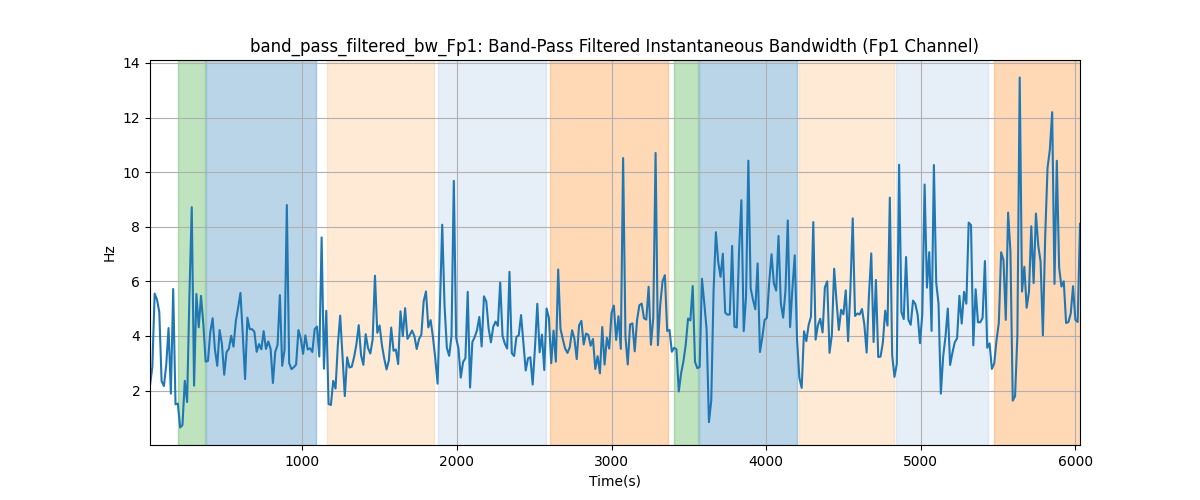 band_pass_filtered_bw_Fp1: Band-Pass Filtered Instantaneous Bandwidth (Fp1 Channel)
14
12
10
8
6
4
2
Hz
1000 2000 3000 4000 5000 6000
Time(s)